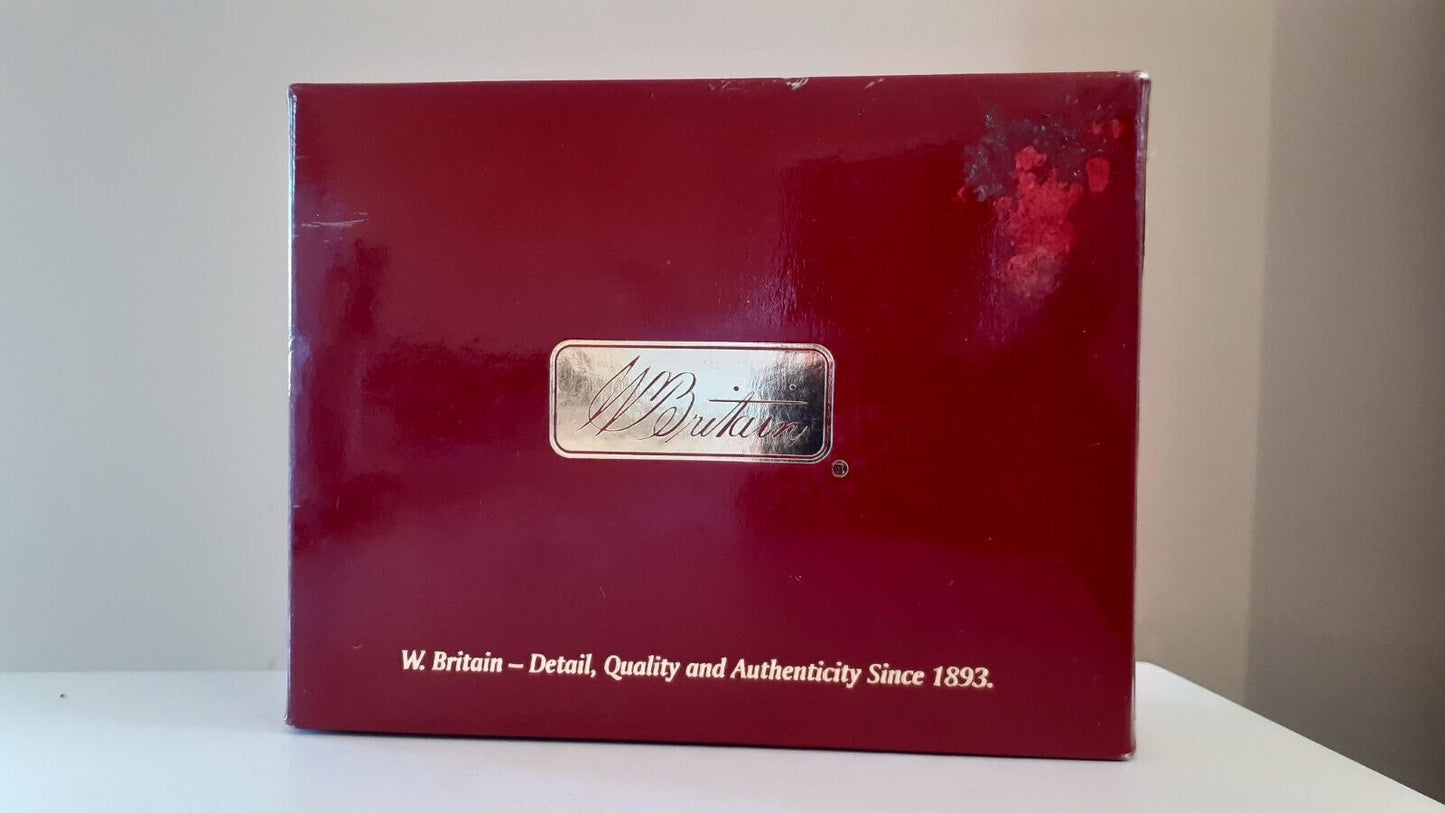 W Britain
®
W. Britain – Detail, Quality and Authenticity Since 1893.